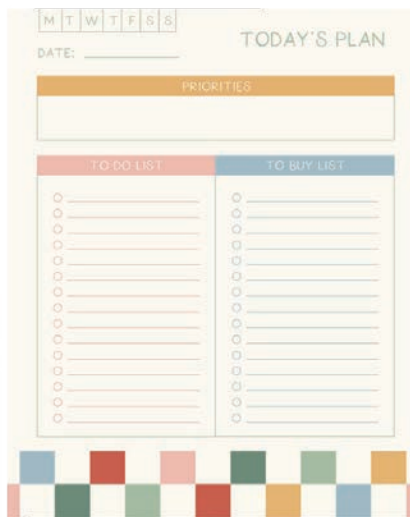 M T W T F S S
TODAY'S PLAN
DATE:
PRIORITIES
TO DO LIST
TO BUY LIST